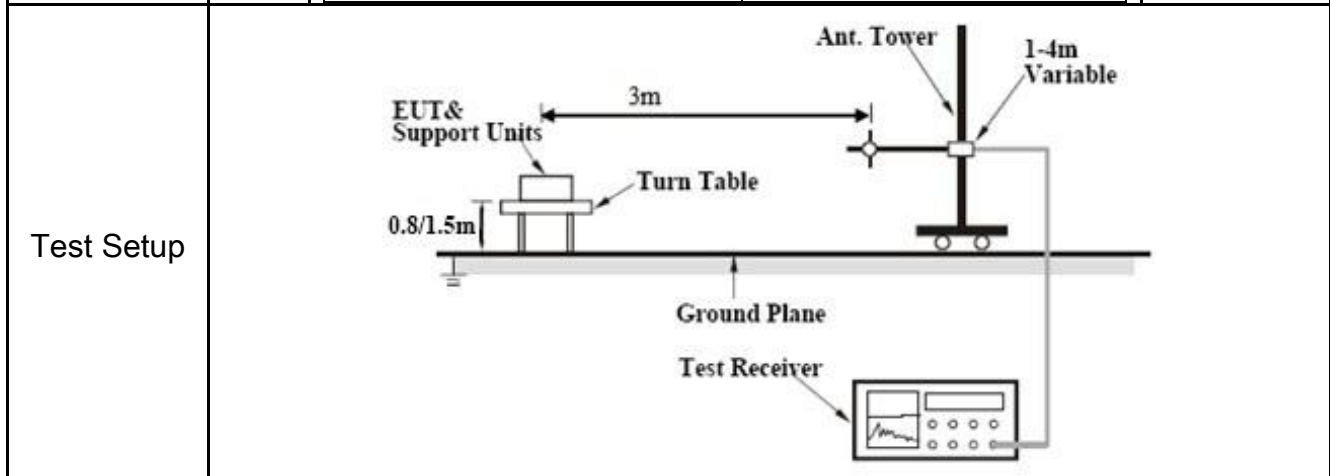 Test Setup
Ant. Tower
1-4m
Variable
3m
EUT&
Support Units
Turn Table
0.8/1.5m
Ground Plane
Test Receiver